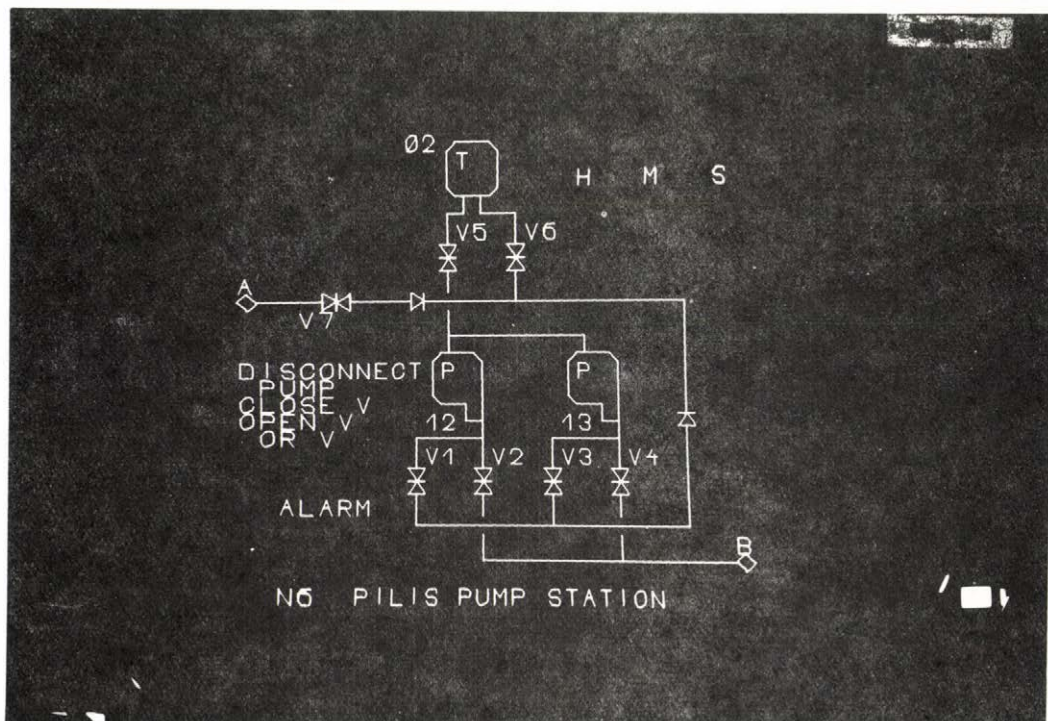 02
T
H M S
V5
V6
A
V7
DISCONNECT
PUMP
CLOSE V
OPEN V
OR V
P
P
12
13
V1
V2
V3
V4
ALARM
B
N6 PILIS PUMP STATION